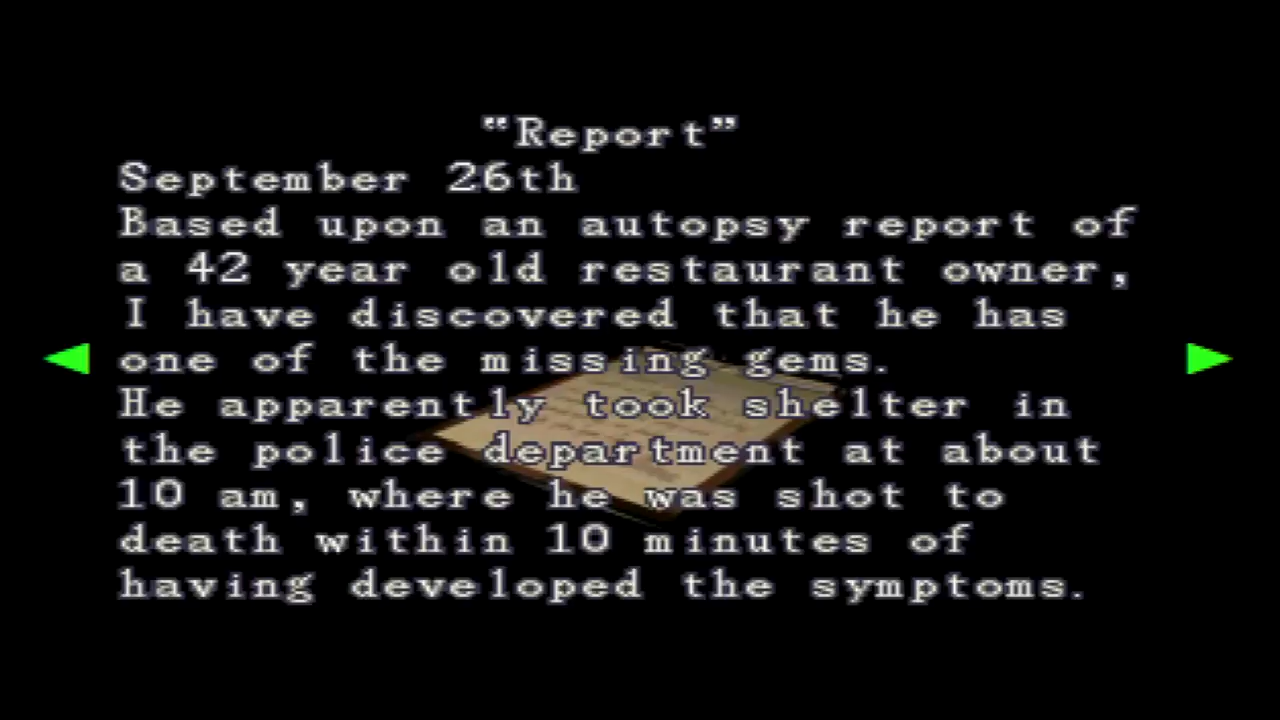 “Report”
September 26th
Based upon an autopsy report of
a 42 year old restaurant owner,
I have discovered that he has
one of the missing gems.
He apparently took shelter in
the police department at about
10 am, where he was shot to
death within 10 minutes of
having developed the symptoms.